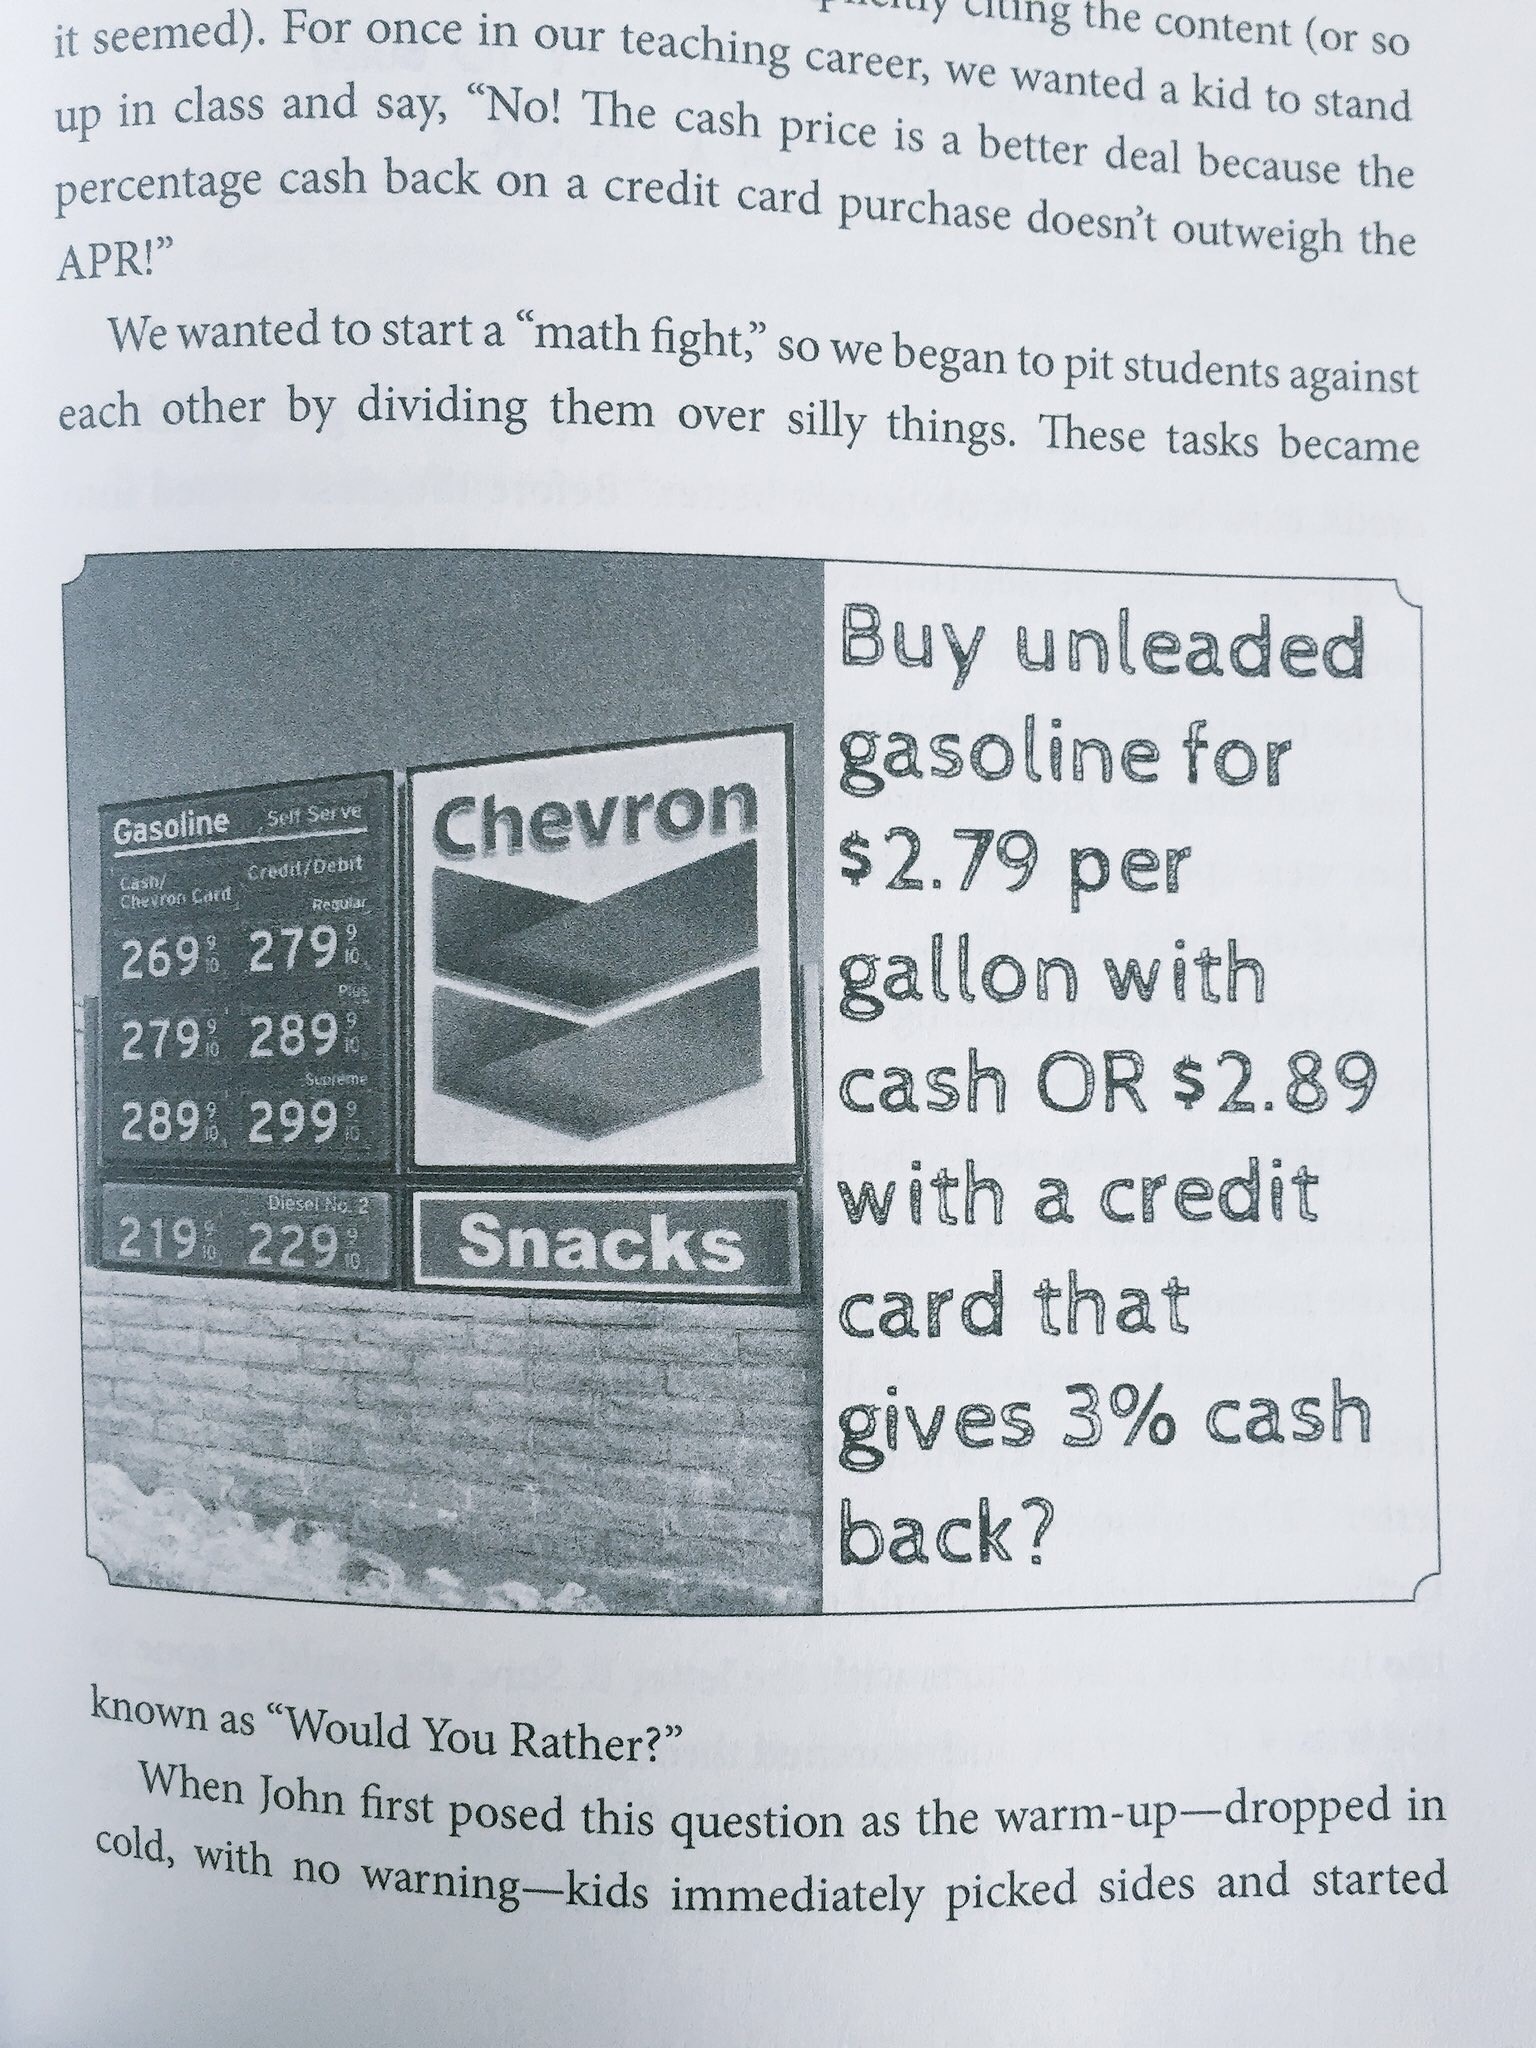 citing the content (or so
it seemed). For once in our teaching career, we wanted a kid to stand
up in class and say, “No! The cash price is a better deal because the
percentage cash back on a credit card purchase doesn’t outweigh the
APR!”
We wanted to start a “math fight,” so we began to pit students against
each other by dividing them over silly things. These tasks became
Gasoline Self Serve
Cash/
Chevron Card
Credit/Debit
Regular
269 9/10 279 9/10
Plus
279 9/10 289 9/10
Supreme
289 9/10 299 9/10
Diesel No. 2
219 9/10 229 9/10
Chevron
Snacks
Buy unleaded
gasoline for
$2.79 per
gallon with
cash OR $2.89
with a credit
card that
gives 3% cash
back?
known as “Would You Rather?”
When John first posed this question as the warm-up—dropped in
cold, with no warning—kids immediately picked sides and started